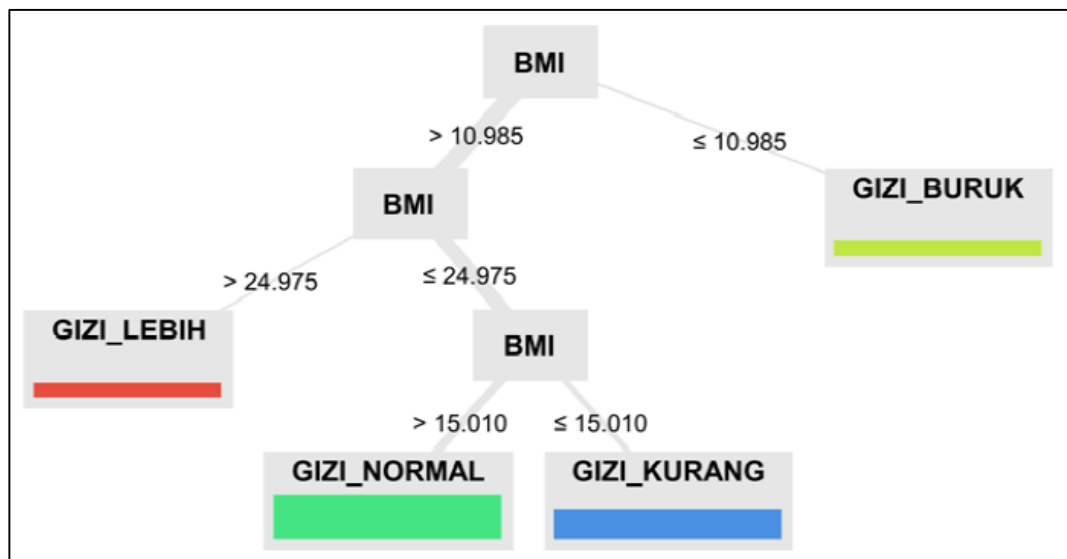 BMI
> 10.985
≤ 10.985
BMI
GIZI_BURUK
> 24.975
≤ 24.975
GIZI_LEBIH
BMI
> 15.010
≤ 15.010
GIZI_NORMAL
GIZI_KURANG